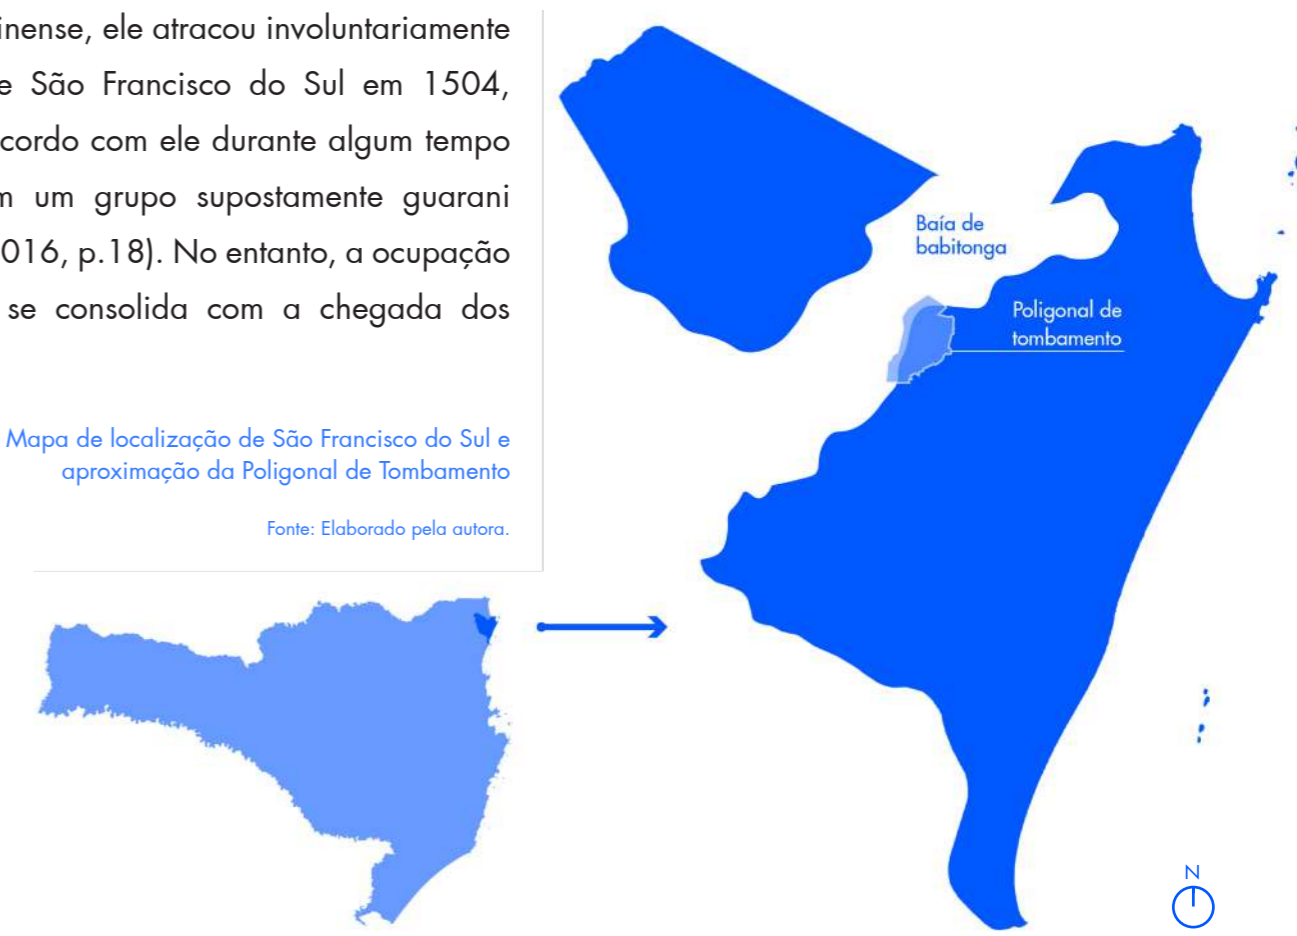 inense, ele atracou involuntariamente
e São Francisco do Sul em 1504,
cordo com ele durante algum tempo
m um grupo supostamente guarani
016, p.18). No entanto, a ocupação
se consolida com a chegada dos
Mapa de localização de São Francisco do Sul e
aproximação da Poligonal de Tombamento
Fonte: Elaborado pela autora.
Baía de
babitonga
Poligonal de
tombamento
N